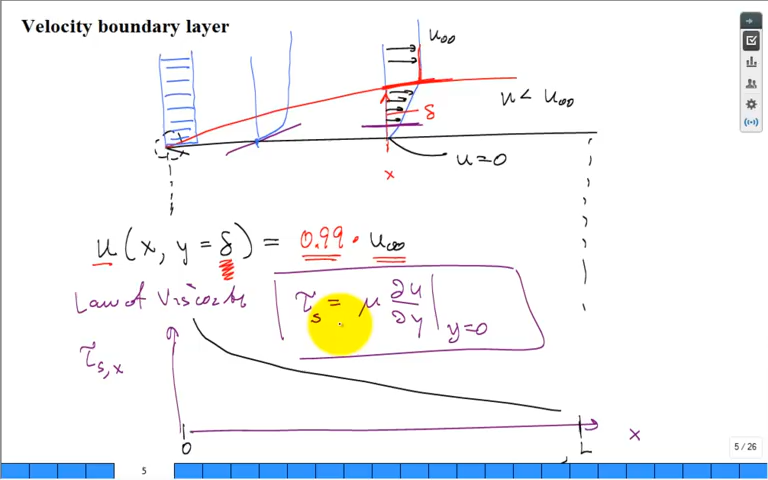 Velocity boundary layer
u∞
u < u∞
δ
u=0
x
u(x, y = δ) = 0.99 · u∞
Law of Viscosity τs = μ ∂u/∂y | y=0
τs,x
0 L x
5 / 26
5